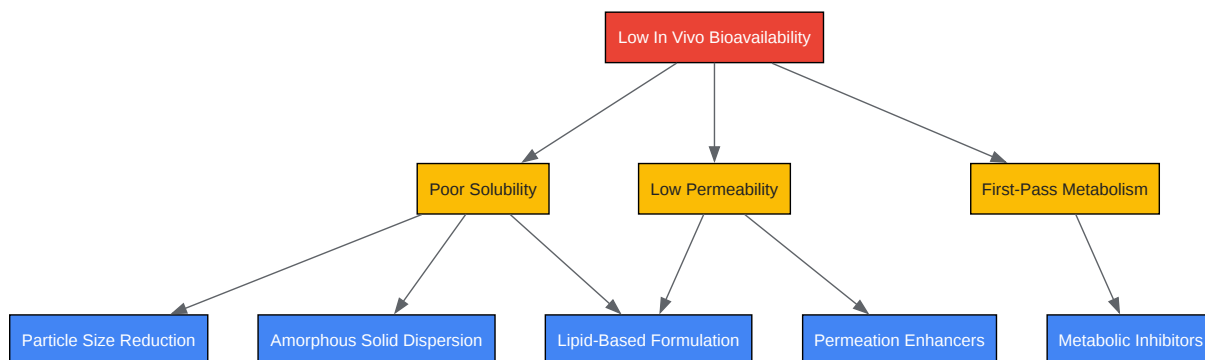 Low In Vivo Bioavailability
Poor Solubility
Low Permeability
First-Pass Metabolism
Particle Size Reduction
Amorphous Solid Dispersion
Lipid-Based Formulation
Permeation Enhancers
Metabolic Inhibitors